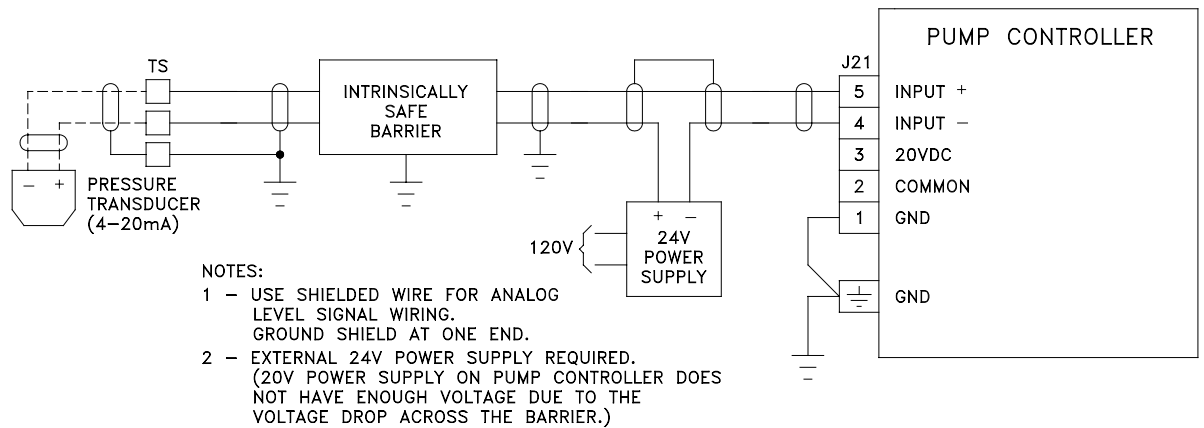 PUMP CONTROLLER
J21
5 INPUT +
4 INPUT −
3 20VDC
2 COMMON
1 GND
GND
TS
INTRINSICALLY
SAFE
BARRIER
− +
PRESSURE
TRANSDUCER
(4−20mA)
120V
+ −
24V
POWER
SUPPLY
NOTES:
1 − USE SHIELDED WIRE FOR ANALOG
LEVEL SIGNAL WIRING.
GROUND SHIELD AT ONE END.
2 − EXTERNAL 24V POWER SUPPLY REQUIRED.
(20V POWER SUPPLY ON PUMP CONTROLLER DOES
NOT HAVE ENOUGH VOLTAGE DUE TO THE
VOLTAGE DROP ACROSS THE BARRIER.)